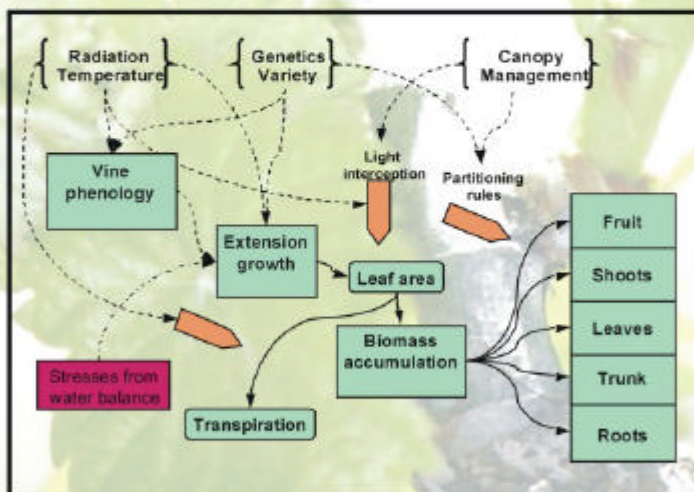 Radiation
Temperature
Genetics
Variety
Canopy
Management
Vine
phenology
Light
interception
Partitioning
rules
Extension
growth
Leaf area
Biomass
accumulation
Stresses from
water balance
Transpiration
Fruit
Shoots
Leaves
Trunk
Roots